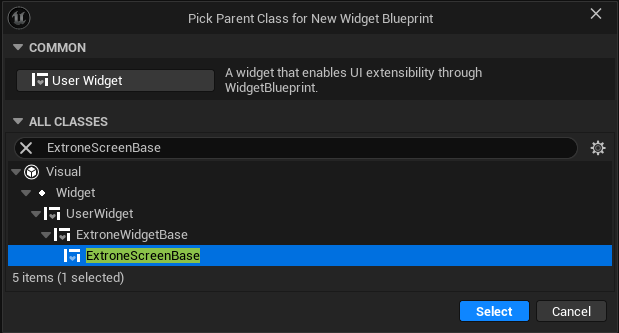 Pick Parent Class for New Widget Blueprint
COMMON
User Widget
A widget that enables UI extensibility through
WidgetBlueprint.
ALL CLASSES
ExtroneScreenBase
Visual
Widget
UserWidget
ExtroneWidgetBase
ExtroneScreenBase
5 items (1 selected)
Select
Cancel